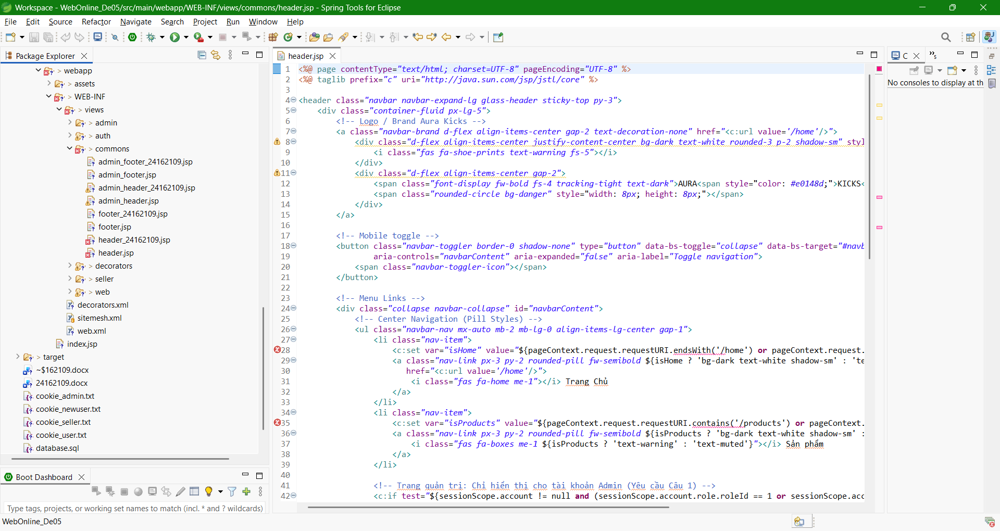 Workspace - WebOnline_De05/src/main/webapp/WEB-INF/views/commons/header.jsp - Spring Tools for Eclipse
File Edit Source Refactor Navigate Search Project Run Window Help
Package Explorer
> webapp
> assets
> WEB-INF
> views
> admin
> auth
> commons
admin_footer_24162109.jsp
admin_footer.jsp
admin_header_24162109.jsp
admin_header.jsp
footer_24162109.jsp
footer.jsp
header_24162109.jsp
header.jsp
> decorators
> seller
> web
decorators.xml
sitemesh.xml
web.xml
index.jsp
> target
~$162109.docx
24162109.docx
cookie_admin.txt
cookie_newuser.txt
cookie_seller.txt
cookie_user.txt
database.sql
Boot Dashboard
Type tags, projects, or working set names to match (incl. * and ? wildcards)
WebOnline_De05
header.jsp
1 <%@ page contentType="text/html; charset=UTF-8" pageEncoding="UTF-8" %>
2 <%@ taglib prefix="c" uri="http://java.sun.com/jsp/jstl/core" %>
3
4 <header class="navbar navbar-expand-lg glass-header sticky-top py-3">
5 <div class="container-fluid px-lg-5">
6 <!-- Logo / Brand Aura Kicks -->
7 <a class="navbar-brand d-flex align-items-center gap-2 text-decoration-none" href="<c:url value='/home'/>">
8 <div class="d-flex align-items-center justify-content-center bg-dark text-white rounded-3 p-2 shadow-sm" styl
9 <i class="fas fa-shoe-prints text-warning fs-5"></i>
10 </div>
11 <div class="d-flex align-items-center gap-2">
12 <span class="font-display fw-bold fs-4 tracking-tight text-dark">AURA<span style="color: #e0148d;">KICKS<
13 <span class="rounded-circle bg-danger" style="width: 8px; height: 8px;"></span>
14 </div>
15 </a>
16
17 <!-- Mobile toggle -->
18 <button class="navbar-toggler border-0 shadow-none" type="button" data-bs-toggle="collapse" data-bs-target="#navb
19 aria-controls="navbarContent" aria-expanded="false" aria-label="Toggle navigation">
20 <span class="navbar-toggler-icon"></span>
21 </button>
22
23 <!-- Menu Links -->
24 <div class="collapse navbar-collapse" id="navbarContent">
25 <!-- Center Navigation (Pill Styles) -->
26 <ul class="navbar-nav mx-auto mb-2 mb-lg-0 align-items-lg-center gap-1">
27 <li class="nav-item">
28 <c:set var="isHome" value="${pageContext.request.requestURI.endsWith('/home') or pageContext.request.
29 <a class="nav-link px-3 py-2 rounded-pill fw-semibold ${isHome ? 'bg-dark text-white shadow-sm' : 'te
30 href="<c:url value='/home'/>">
31 <i class="fas fa-home me-1"></i> Trang Chủ
32 </a>
33 </li>
34 <li class="nav-item">
35 <c:set var="isProducts" value="${pageContext.request.requestURI.contains('/products') or pageContext.
36 <a class="nav-link px-3 py-2 rounded-pill fw-semibold ${isProducts ? 'bg-dark text-white shadow-sm' :
37 <i class="fas fa-boxes me-1 ${isProducts ? 'text-warning' : 'text-muted'}"></i> Sản phẩm
38 </a>
39 </li>
40
41 <!-- Trang quản trị: Chỉ hiển thị cho tài khoản Admin (Yêu cầu Câu 1) -->
42 <c:if test="${sessionScope.account != null and (sessionScope.account.role.roleId == 1 or sessionScope.acc
C
»5
No consoles to display at th